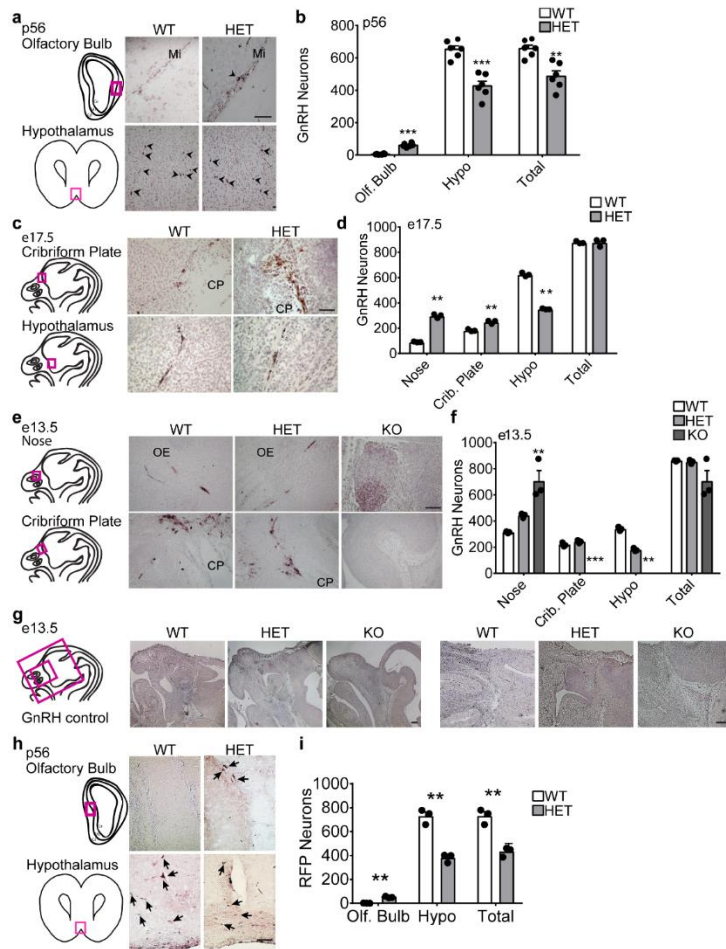 a
p56
Olfactory Bulb
WT
HET
Mi
Mi
Hypothalamus
b
p56
WT
HET
GnRH Neurons
800
600
400
200
0
***
***
**
Olf. Bulb
Hypo
Total
c
e17.5
Cribriform Plate
WT
HET
CP
CP
Hypothalamus
d
e17.5
WT
HET
GnRH Neurons
1000
800
600
400
200
0
**
**
**
Nose
Crib. Plate
Hypo
Total
e
e13.5
Nose
WT
HET
KO
OE
OE
Cribriform Plate
CP
CP
f
WT
HET
KO
e13.5
GnRH Neurons
1000
800
600
400
200
0
**
***
**
Nose
Crib. Plate
Hypo
Total
g
e13.5
GnRH control
WT
HET
KO
WT
HET
KO
h
p56
Olfactory Bulb
WT
HET
Hypothalamus
i
WT
HET
RFP Neurons
1000
800
600
400
200
0
**
**
**
Olf. Bulb
Hypo
Total